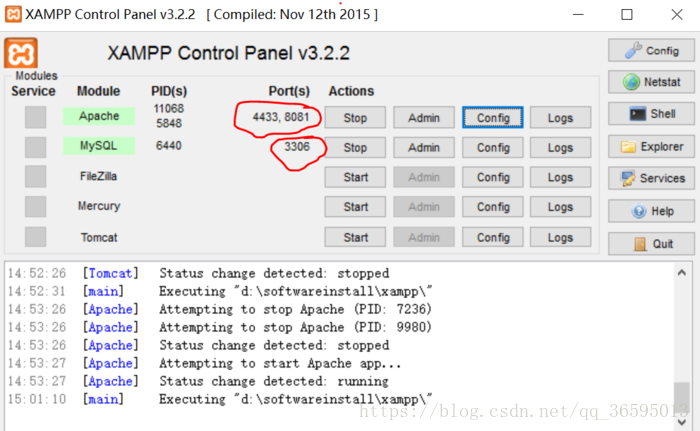 XAMPP Control Panel v3.2.2 [ Compiled: Nov 12th 2015 ]
XAMPP Control Panel v3.2.2
Config
Modules
Service Module PID(s) Port(s) Actions
Netstat
Apache 11068 5848 4433, 8081 Stop Admin Config Logs
Shell
MySQL 6440 3306 Stop Admin Config Logs
Explorer
FileZilla Start Admin Config Logs
Services
Mercury Start Admin Config Logs
Help
Tomcat Start Admin Config Logs
Quit
14:52:26 [Tomcat] Status change detected: stopped
14:52:31 [main] Executing "d:\softwareinstall\xampp\"
14:53:26 [Apache] Attempting to stop Apache (PID: 7236)
14:53:26 [Apache] Attempting to stop Apache (PID: 9980)
14:53:26 [Apache] Status change detected: stopped
14:53:27 [Apache] Attempting to start Apache app...
14:53:27 [Apache] Status change detected: running
15:01:10 [main] Executing "d:\softwareinstall\xampp\"
https://blog.csdn.net/qq_36595013